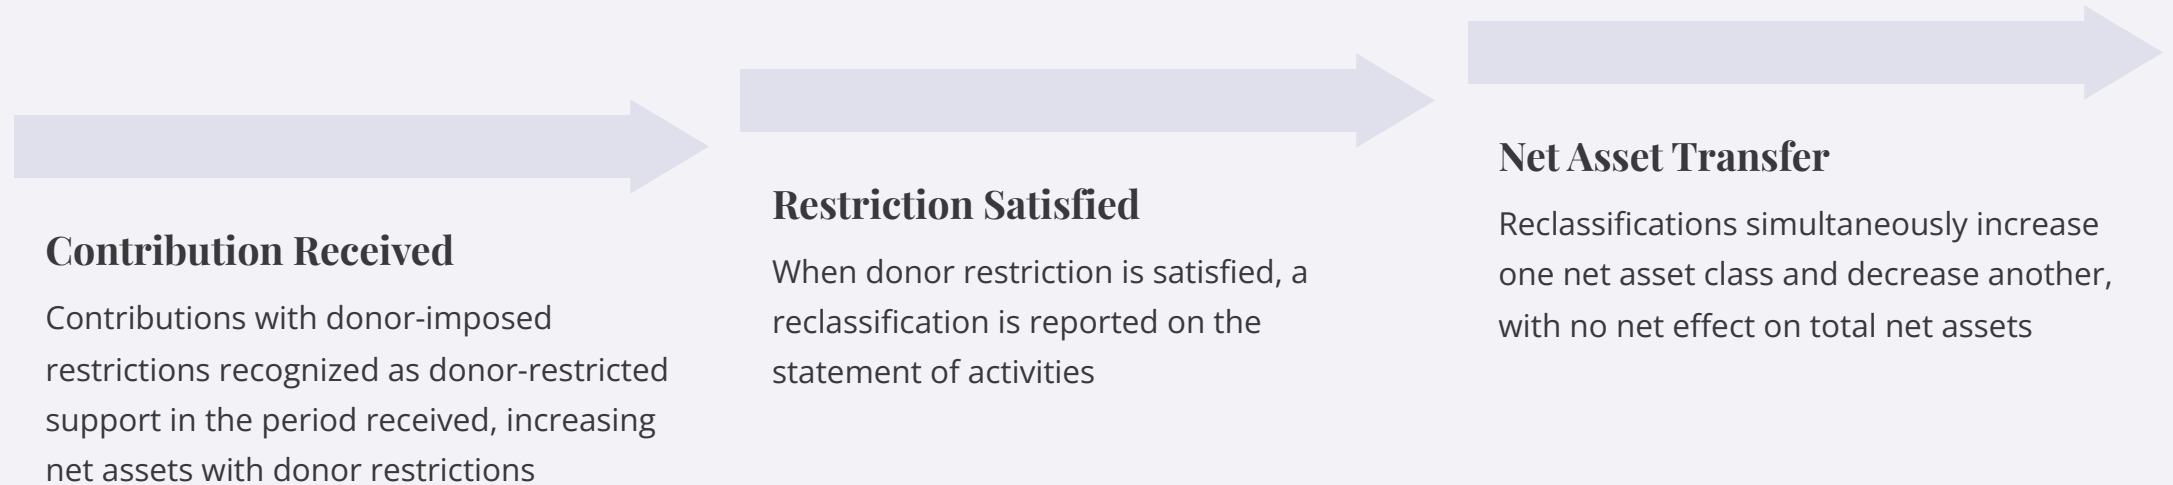 Contribution Received
Contributions with donor-imposed
restrictions recognized as donor-restricted
support in the period received, increasing
net assets with donor restrictions
Restriction Satisfied
When donor restriction is satisfied, a
reclassification is reported on the
statement of activities
Net Asset Transfer
Reclassifications simultaneously increase
one net asset class and decrease another,
with no net effect on total net assets